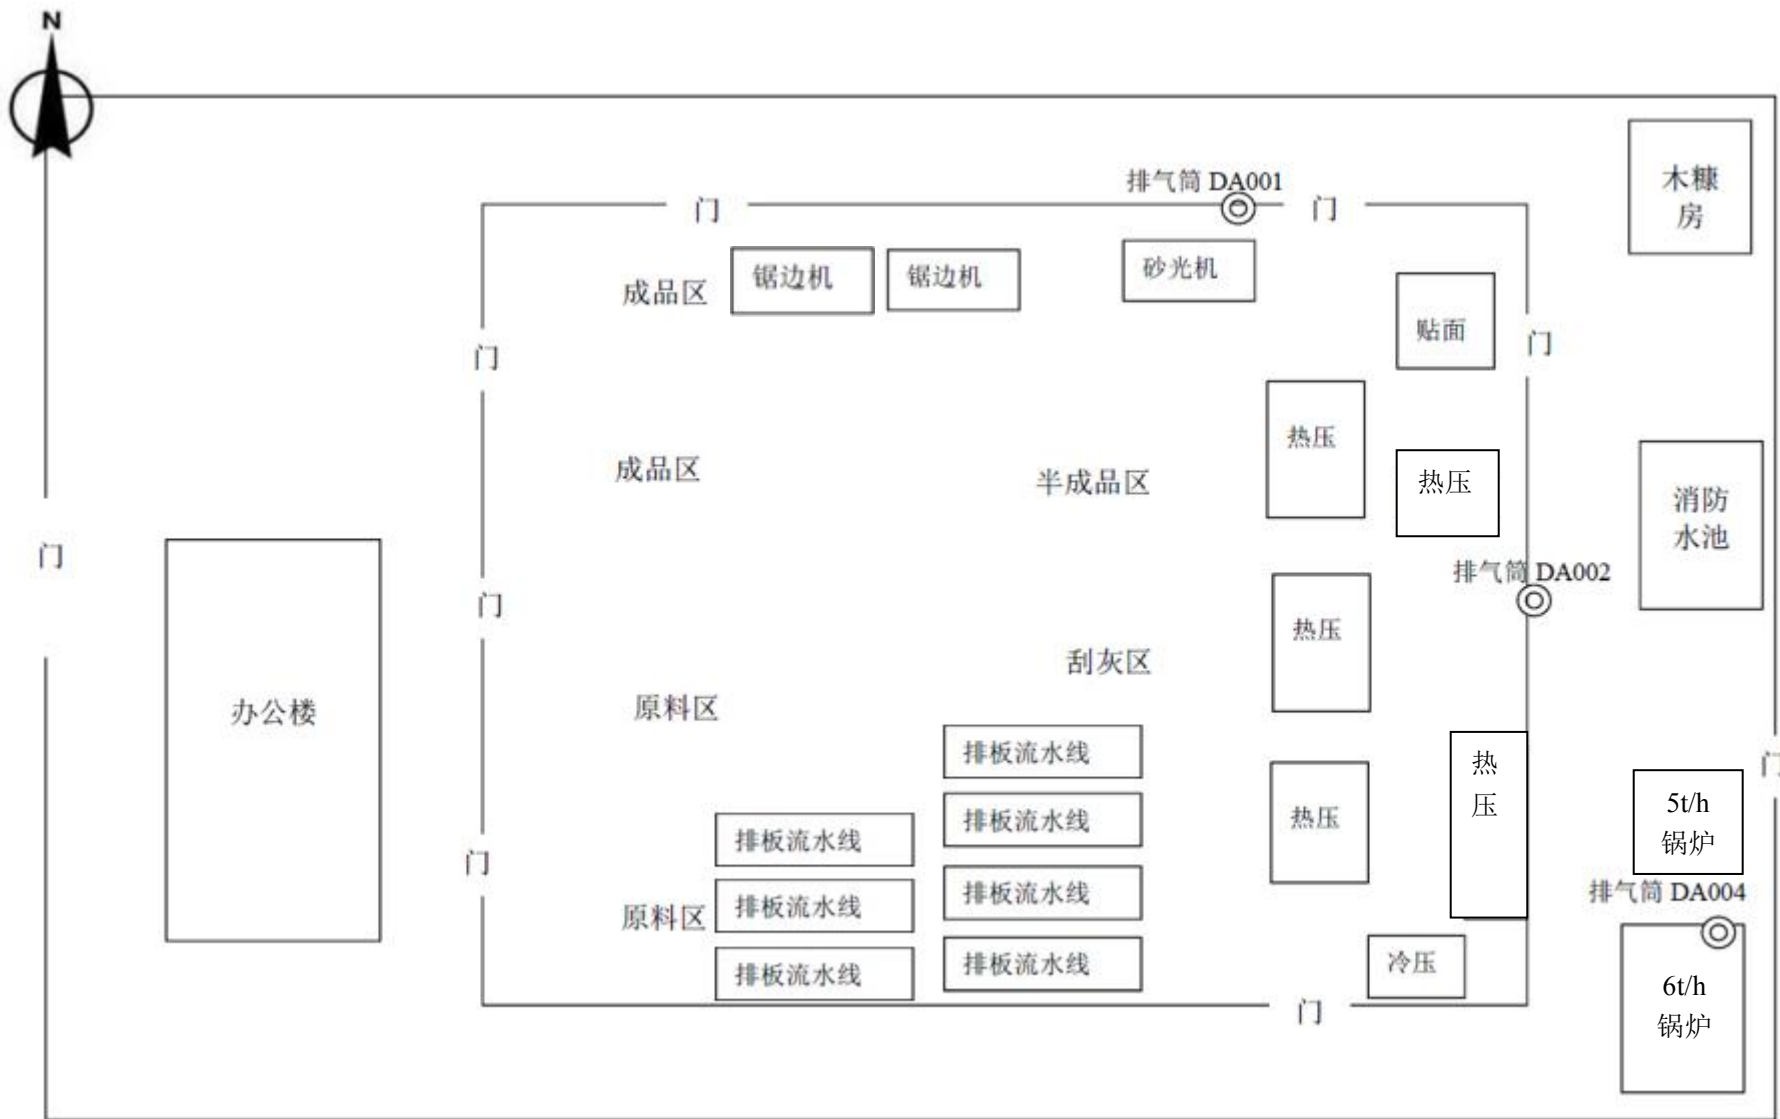 N
排气筒 DA001
木糠
房
门
门
锯边机
锯边机
砂光机
成品区
贴面
门
门
热压
成品区
半成品区
热压
消防
水池
门
排气筒 DA002
门
热压
刮灰区
原料区
办公楼
排板流水线
热
压
门
排板流水线
热压
5t/h
锅炉
排板流水线
门
排板流水线
排气筒 DA004
原料区
排板流水线
排板流水线
排板流水线
冷压
6t/h
锅炉
门